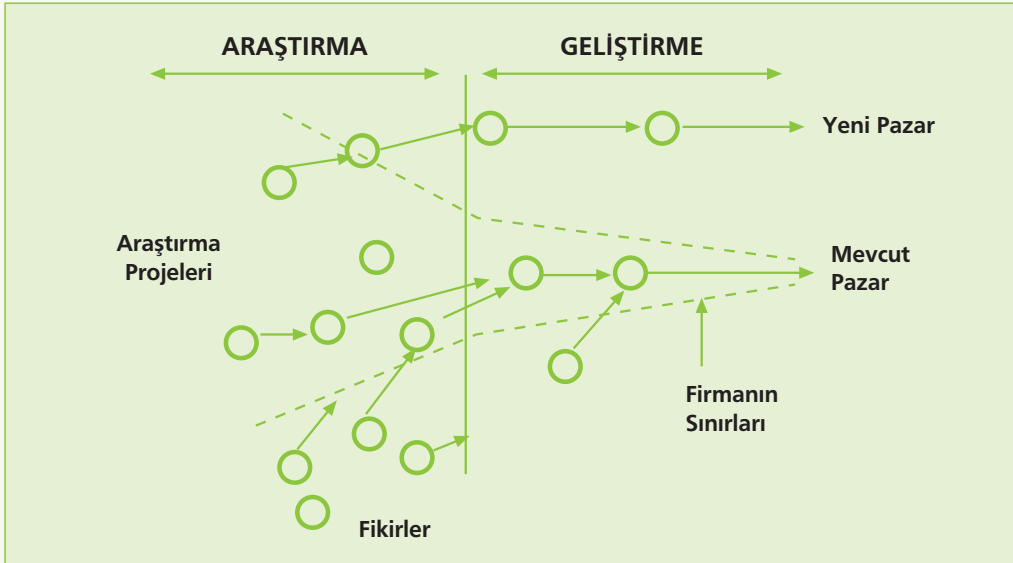 ARAŞTIRMA
GELİŞTİRME
Yeni Pazar
Araştırma
Projeleri
Mevcut
Pazar
Firmanın
Sınırları
Fikirler